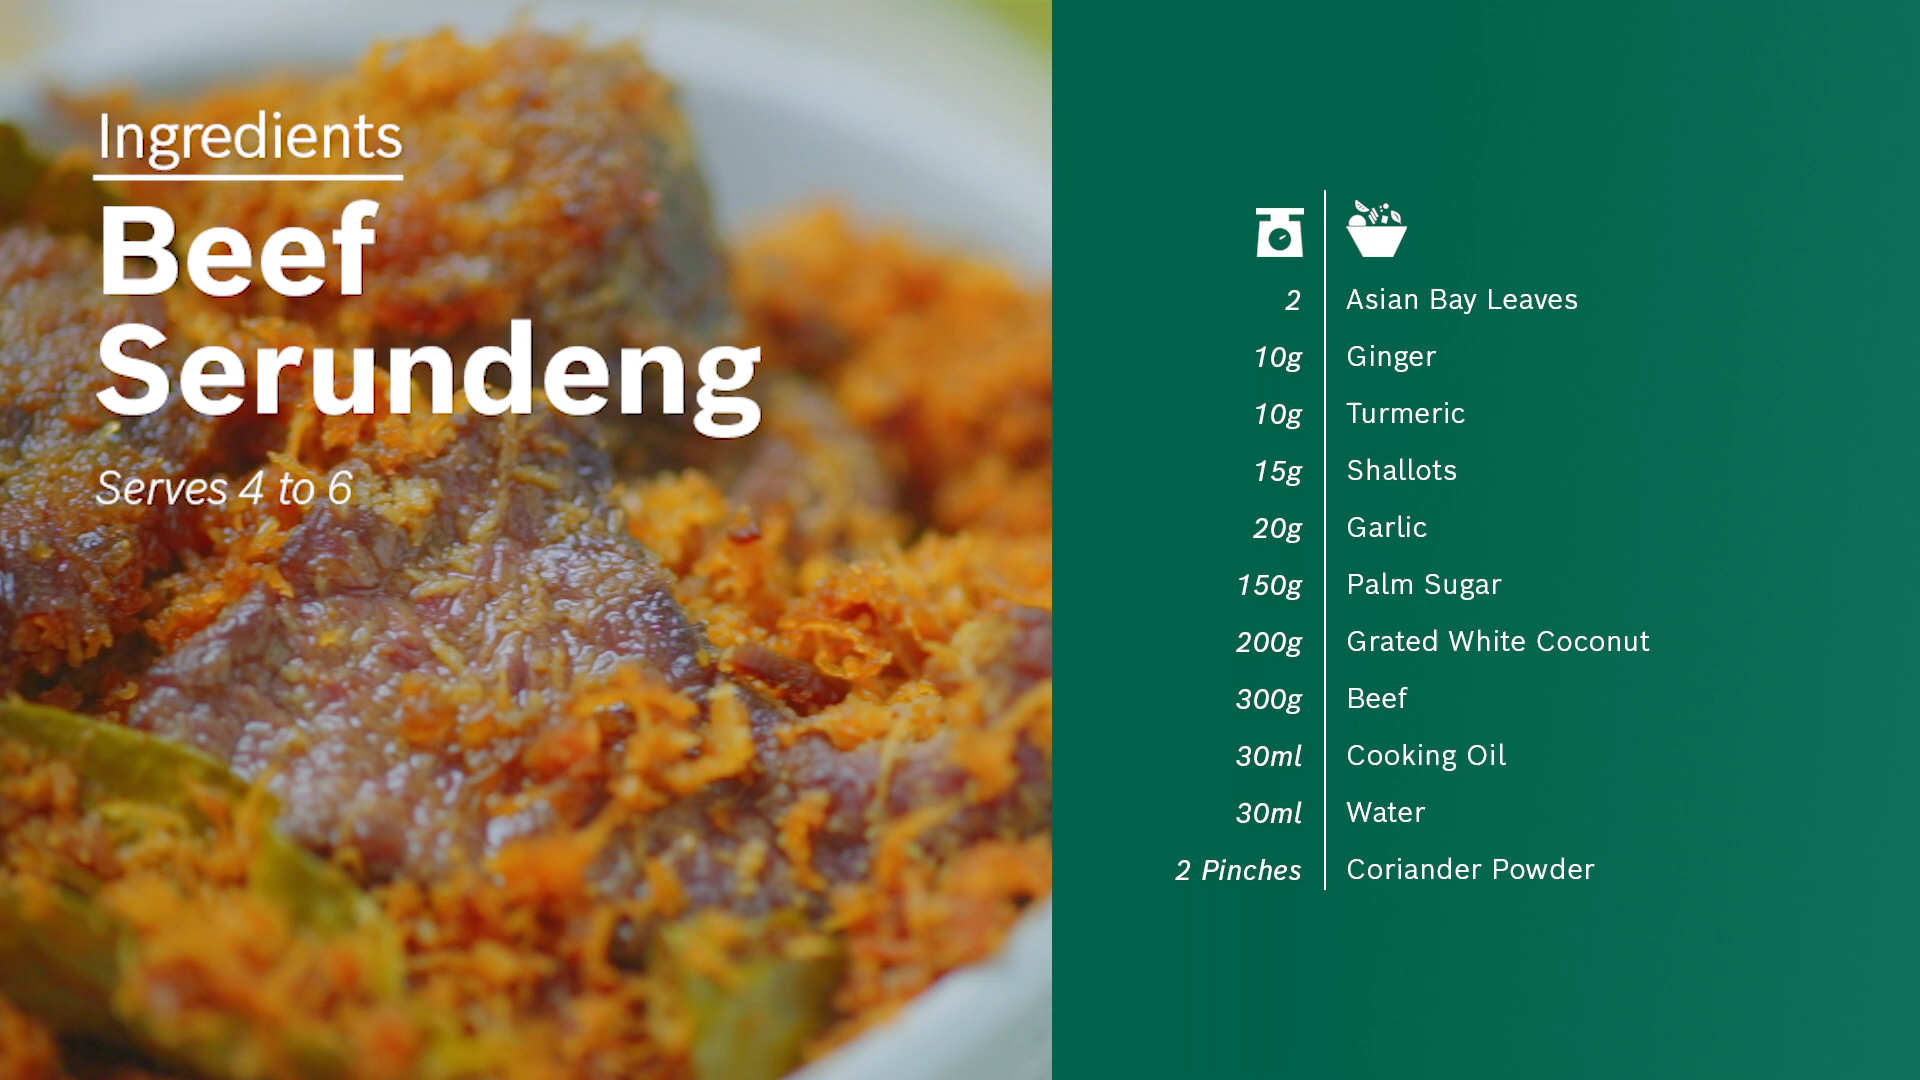 Ingredients
Beef
Serundeng
Serves 4 to 6
2 Asian Bay Leaves
10g Ginger
10g Turmeric
15g Shallots
20g Garlic
150g Palm Sugar
200g Grated White Coconut
300g Beef
30ml Cooking Oil
30ml Water
2 Pinches Coriander Powder